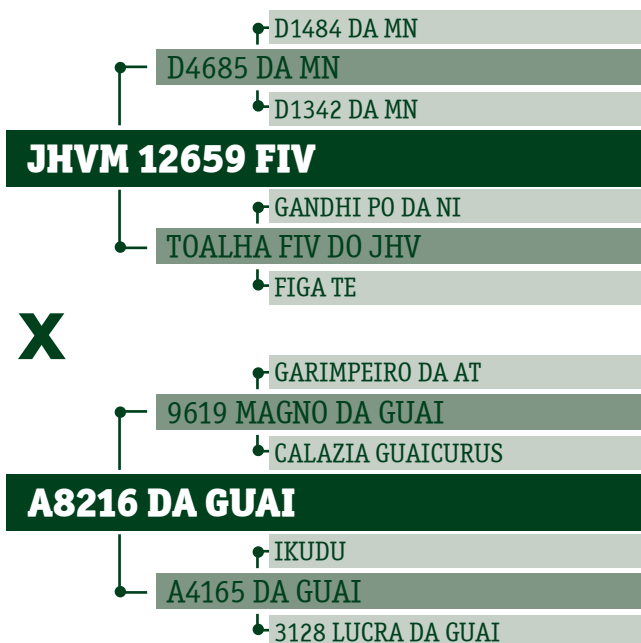 D1484 DA MN
D4685 DA MN
D1342 DA MN
JHVM 12659 FIV
GANDHI PO DA NI
TOALHA FIV DO JHV
FIGA TE
X
GARIMPEIRO DA AT
9619 MAGNO DA GUAI
CALAZIA GUAICURUS
A8216 DA GUAI
IKUDU
A4165 DA GUAI
3128 LUCRA DA GUAI